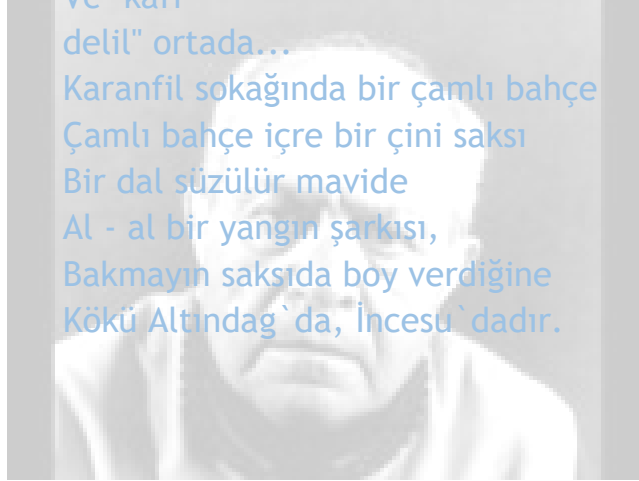 delil" ortada...
Karanfil sokağında bir çamlı bahçe
Çamlı bahçe içre bir çini saksı
Bir dal süzülür mavide
Al - al bir yangın şarkısı,
Bakmayın saksıda boy verdiğine
Kökü Altındag`da, İncesu`dadır.